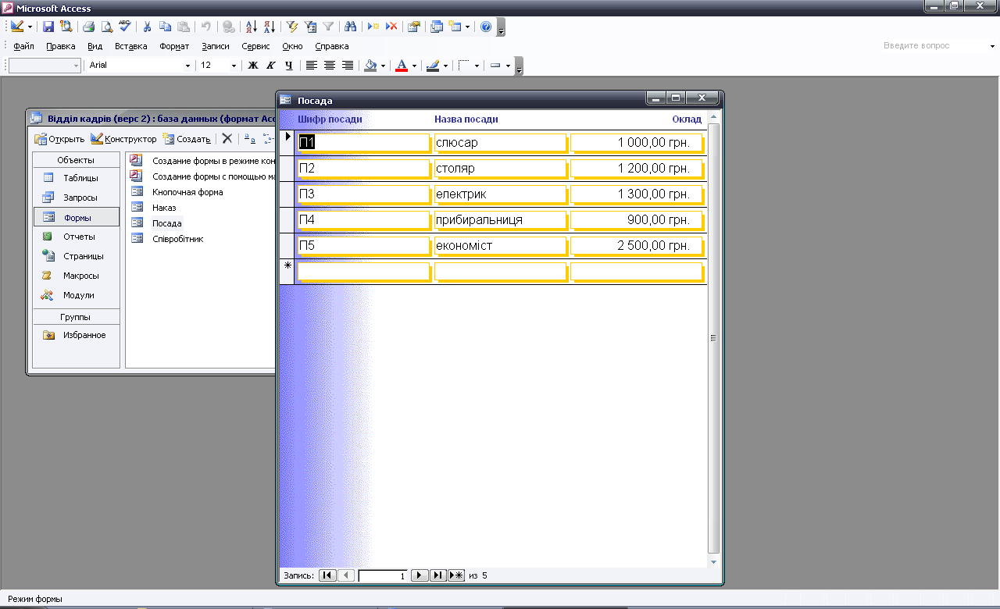 Microsoft Access
Файл Правка Вид Вставка Формат Записи Сервис Окно Справка Введите вопрос
Arial 12 Ж К Ч
Посада
Відділ кадрів (верс 2) : база данных (формат Acc
Открыть Конструктор Создать
Объекты
Таблицы
Запросы
Формы
Отчеты
Страницы
Макросы
Модули
Группы
Избранное
Создание формы в режиме кон
Создание формы с помощью ма
Кнопочная форма
Наказ
Посада
Співробітник
Шифр посади Назва посади Оклад
П1 слюсар 1 000,00 грн.
П2 столяр 1 200,00 грн.
П3 електрик 1 300,00 грн.
П4 прибиральниця 900,00 грн.
П5 економіст 2 500,00 грн.
Запись: 1 из 5
Режим формы